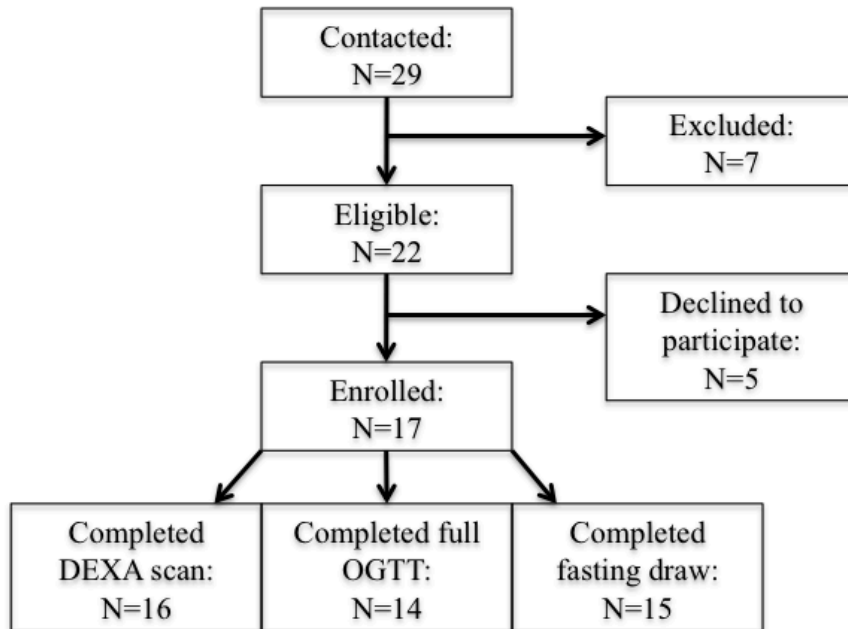 Contacted:
N=29
Excluded:
N=7
Eligible:
N=22
Declined to
participate:
N=5
Enrolled:
N=17
Completed
DEXA scan:
N=16
Completed full
OGTT:
N=14
Completed
fasting draw:
N=15